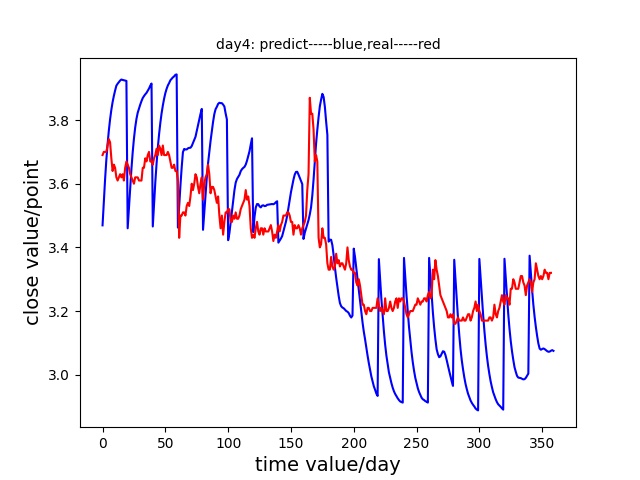 day4: predict-----blue,real-----red
close value/point
3.8
3.6
3.4
3.2
3.0
0 50 100 150 200 250 300 350
time value/day